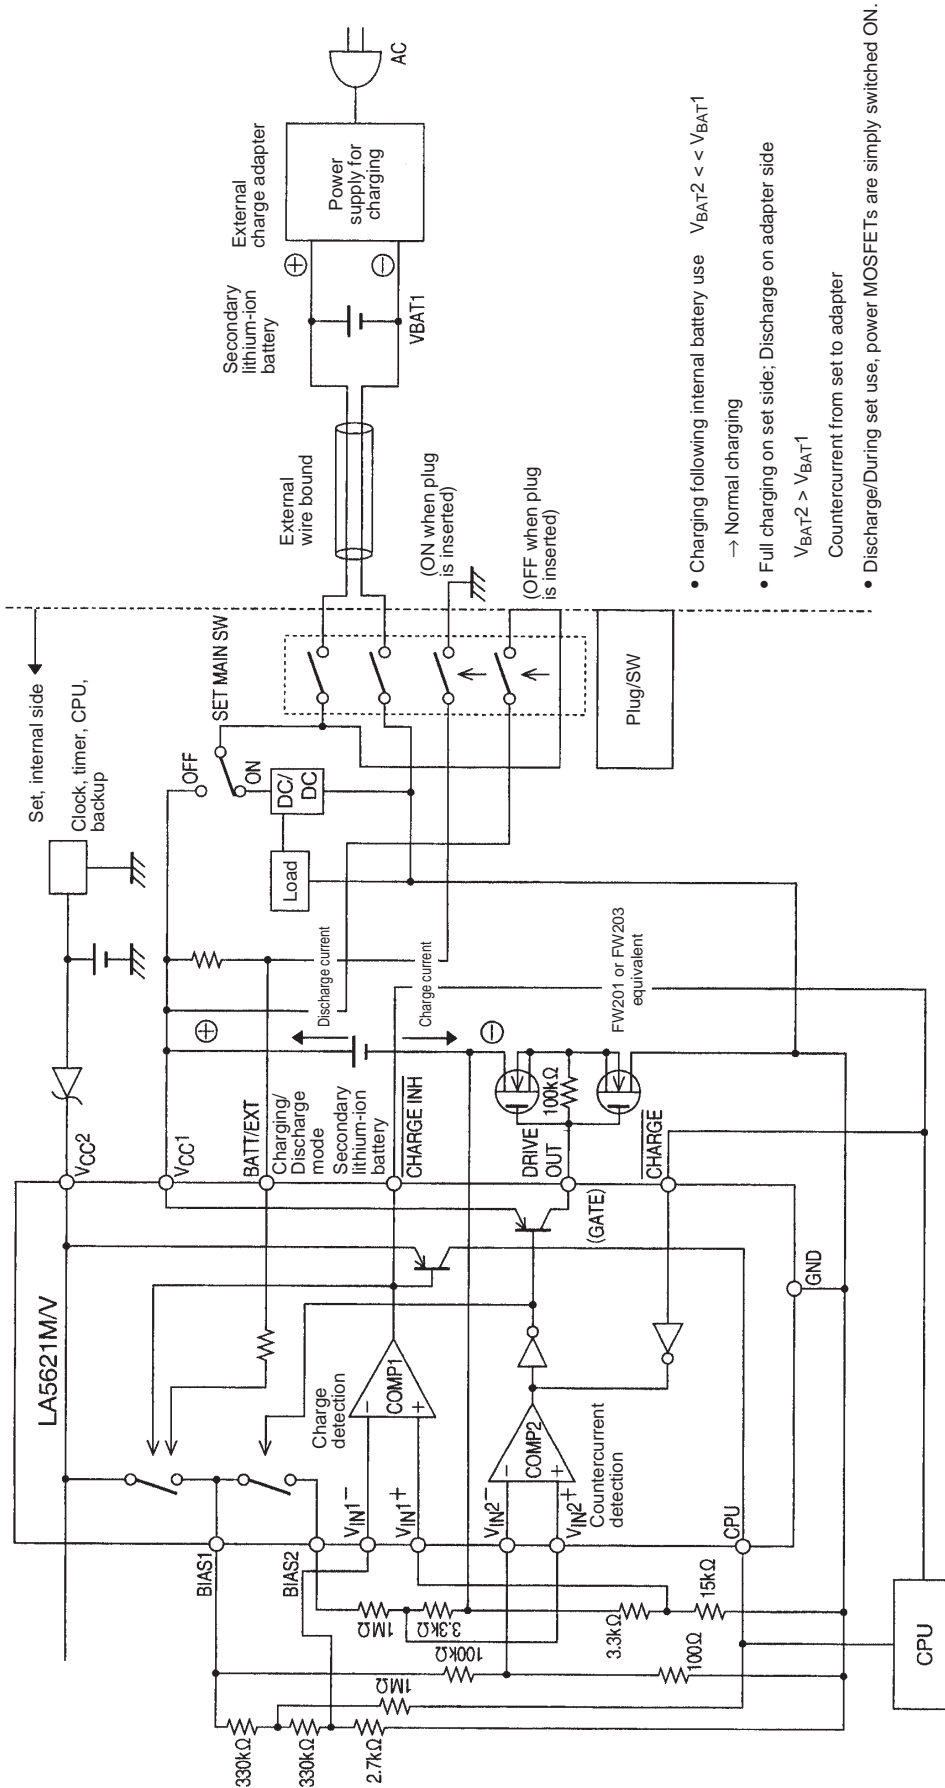 AC
External
charge adapter
Power
supply for
charging
+
−
Secondary
lithium-ion
battery
VBAT1
External
wire bound
(ON when plug
is inserted)
(OFF when plug
is inserted)
Set, internal side
Clock, timer, CPU,
backup
SET MAIN SW
OFF
ON
DC/
DC
Load
Plug/SW
Discharge current
Charge current
+
−
FW201 or FW203
equivalent
VCC2
VCC1
BATT/EXT
Charging/
Discharge
mode
Secondary
lithium-ion
battery
CHARGE INH
DRIVE
OUT
100kΩ
CHARGE
(GATE)
GND
LA5621M/V
Charge
detection
COMP1
−
+
COMP2
−
+
Countercurrent
detection
BIAS1
BIAS2
VIN1−
VIN1+
VIN2−
VIN2+
CPU
1MΩ
3.3kΩ
3.3kΩ
15kΩ
100kΩ
100Ω
1MΩ
330kΩ
330kΩ
2.7kΩ
CPU
• Charging following internal battery use VBAT2 < < VBAT1
→ Normal charging
• Full charging on set side; Discharge on adapter side
VBAT2 > VBAT1
Countercurrent from set to adapter
• Discharge/During set use, power MOSFETs are simply switched ON.